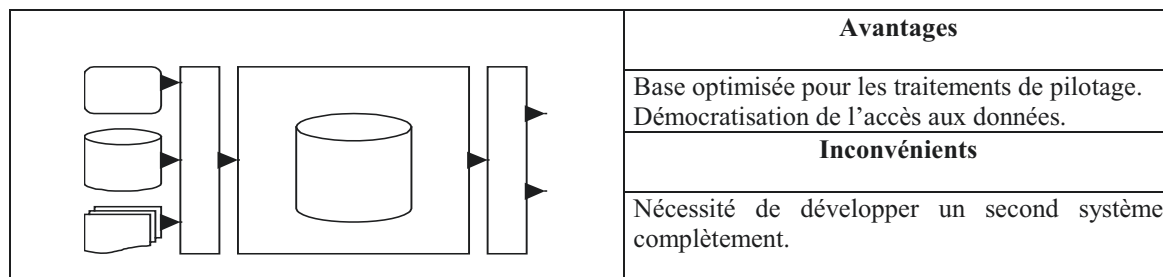 Avantages
Base optimisée pour les traitements de pilotage.
Démocratisation de l’accès aux données.
Inconvénients
Nécessité de développer un second système
complètement.